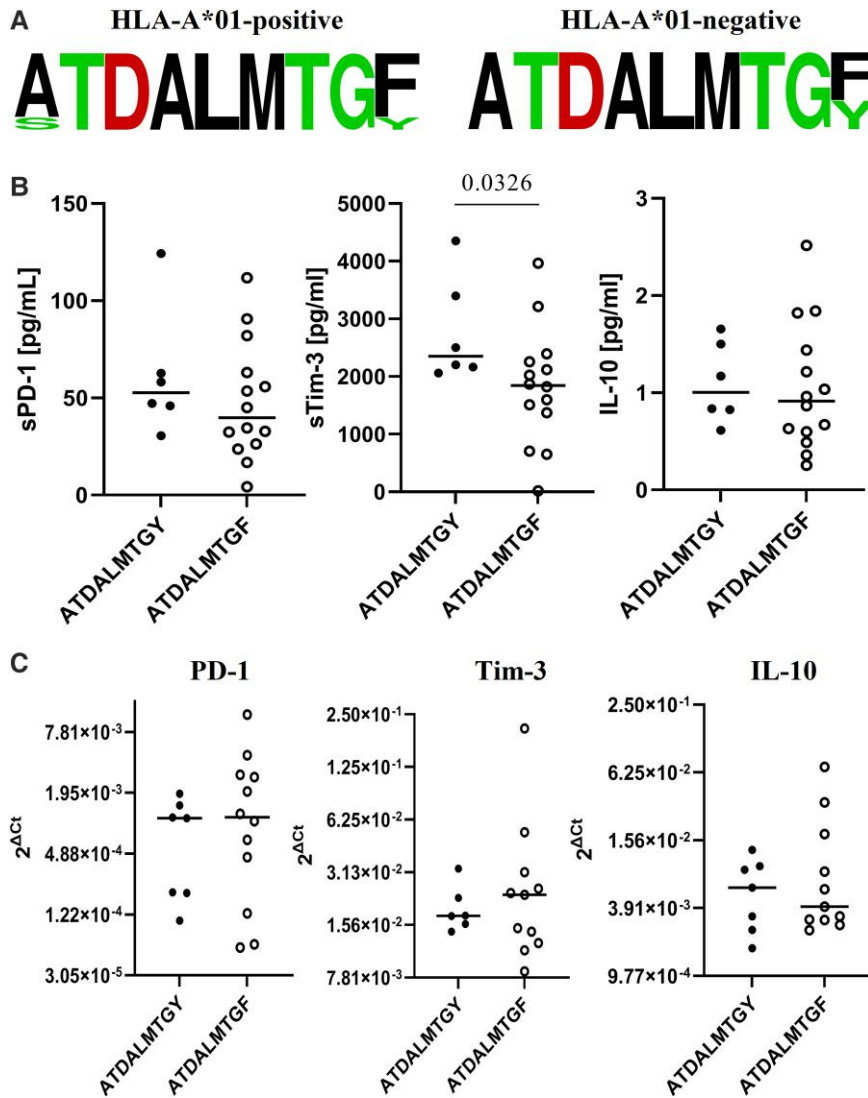 A
HLA-A*01-positive
HLA-A*01-negative
ATDALMTGF
S Y
ATDALMTGF
Y
B
sPD-1 [pg/mL]
150
100
50
0
ATDALMTGY
ATDALMTGF
sTim-3 [pg/ml]
0.0326
5000
4000
3000
2000
1000
0
ATDALMTGY
ATDALMTGF
IL-10 [pg/ml]
3
2
1
0
ATDALMTGY
ATDALMTGF
C
PD-1
2^ΔCt
7.81×10⁻³
1.95×10⁻³
4.88×10⁻⁴
1.22×10⁻⁴
3.05×10⁻⁵
ATDALMTGY
ATDALMTGF
Tim-3
2^ΔCt
2.50×10⁻¹
1.25×10⁻¹
6.25×10⁻²
3.13×10⁻²
1.56×10⁻²
7.81×10⁻³
ATDALMTGY
ATDALMTGF
IL-10
2^ΔCt
2.50×10⁻¹
6.25×10⁻²
1.56×10⁻²
3.91×10⁻³
9.77×10⁻⁴
ATDALMTGY
ATDALMTGF